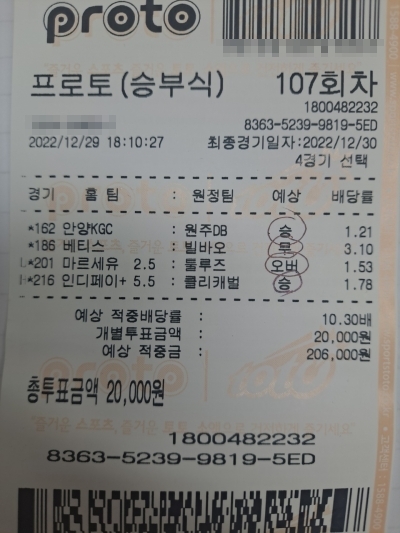 proto
프로토(승부식) 107회차
1800482232
8363-5239-9819-5ED
2022/12/29 18:10:27 최종경기일자:2022/12/30
4경기 선택
경기 홈팀 : 원정팀 예상 배당률
*162 안양KGC : 원주DB 승 1.21
*186 베티스 : 빌바오 무 3.10
*201 마르세유 2.5 : 툴루즈 오버 1.53
*216 인디페이+ 5.5 : 클리캐벌 승 1.78
예상 적중배당률 : 10.30배
개별투표금액 : 20,000원
예상 적중금 : 206,000원
총투표금액 20,000원
1800482232
8363-5239-9819-5ED